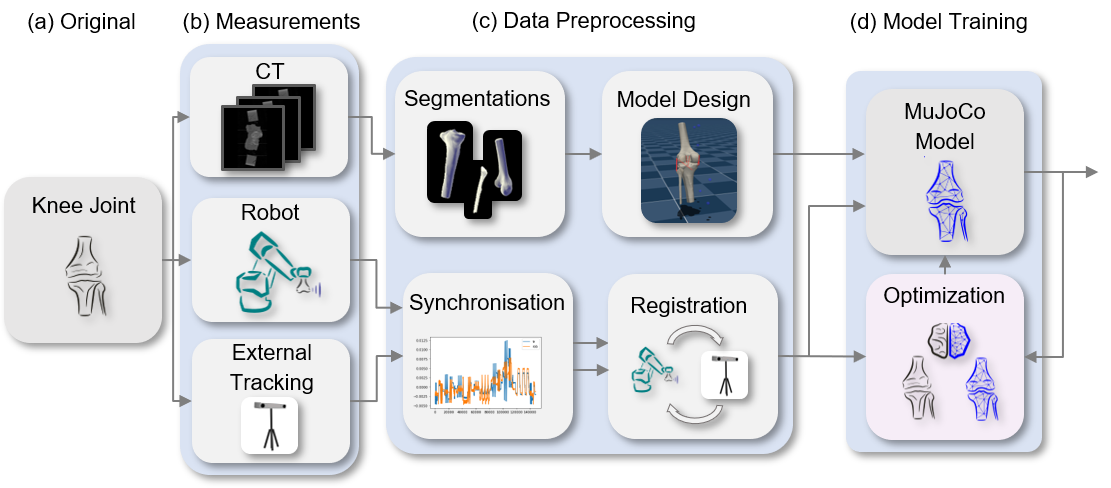 (a) Original
(b) Measurements
(c) Data Preprocessing
(d) Model Training
Knee Joint
CT
Robot
External
Tracking
Segmentations
Model Design
Synchronisation
Registration
MuJoCo
Model
Optimization